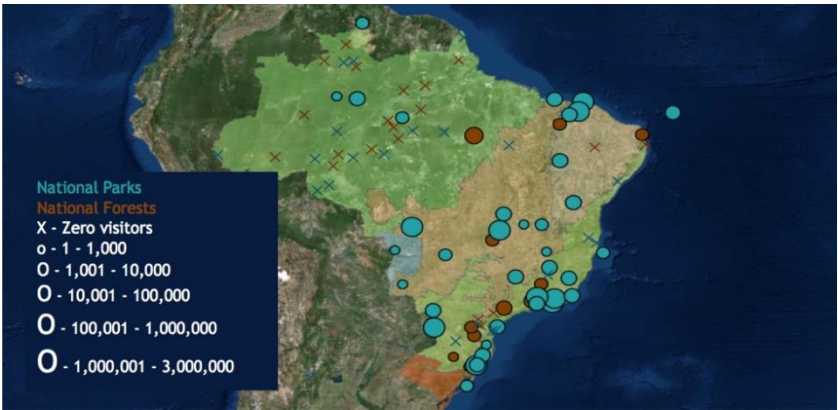 National Parks
National Forests
X - Zero visitors
o - 1 - 1,000
O - 1,001 - 10,000
O - 10,001 - 100,000
O - 100,001 - 1,000,000
O - 1,000,001 - 3,000,000